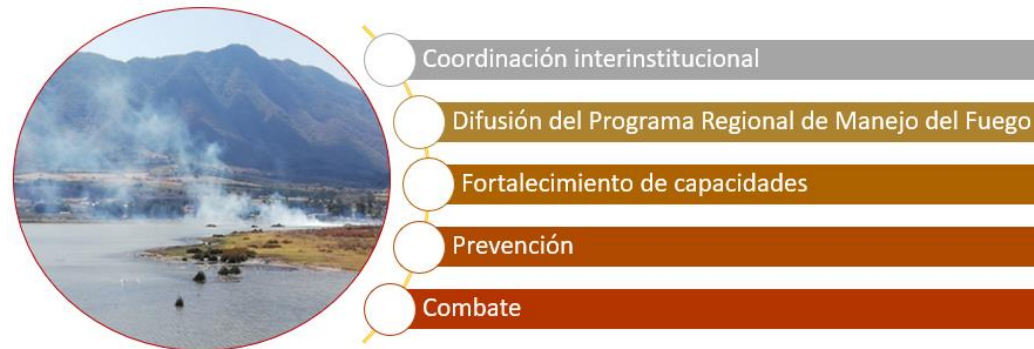 Coordinación interinstitucional
Difusión del Programa Regional de Manejo del Fuego
Fortalecimiento de capacidades
Prevención
Combate